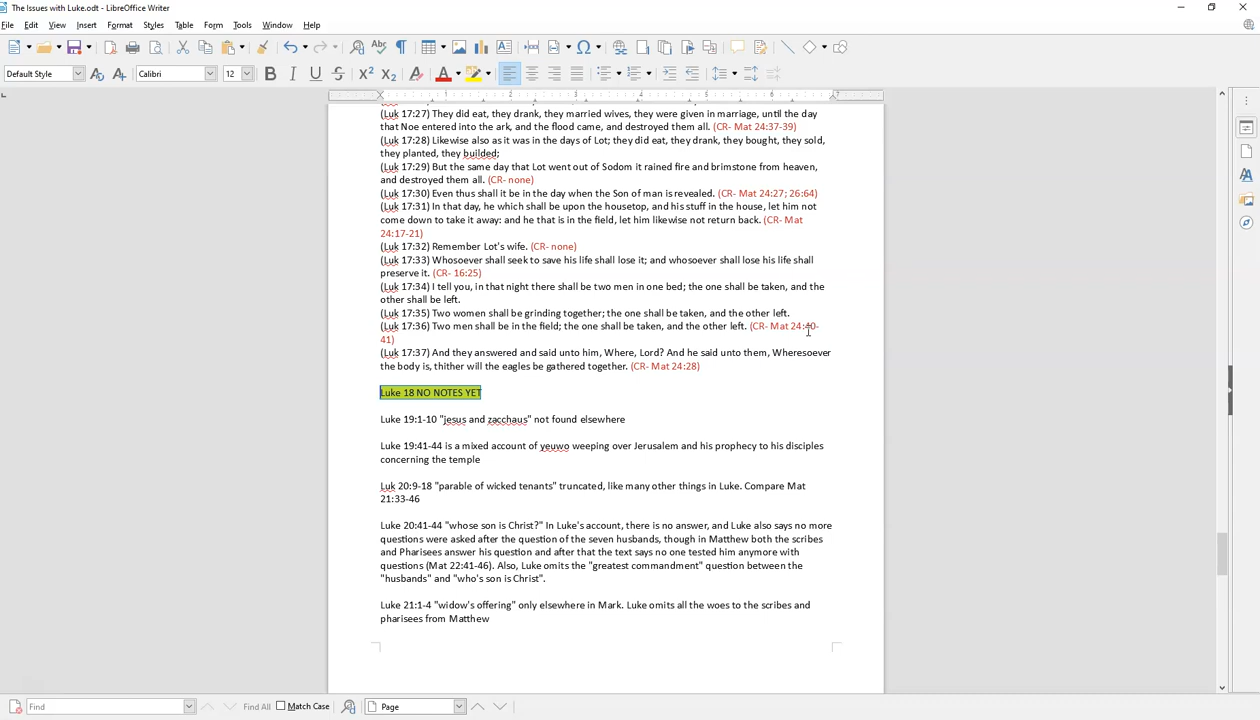 The Issues with Luke.odt - LibreOffice Writer
File Edit View Insert Format Styles Table Form Tools Window Help
Default Style Calibri 12
1 2 3 4 5 6 7
(Luk 17:27) They did eat, they drank, they married wives, they were given in marriage, until the day
that Noe entered into the ark, and the flood came, and destroyed them all. (CR- Mat 24:37-39)
(Luk 17:28) Likewise also as it was in the days of Lot; they did eat, they drank, they bought, they sold,
they planted, they builded;
(Luk 17:29) But the same day that Lot went out of Sodom it rained fire and brimstone from heaven,
and destroyed them all. (CR- none)
(Luk 17:30) Even thus shall it be in the day when the Son of man is revealed. (CR- Mat 24:27; 26:64)
(Luk 17:31) In that day, he which shall be upon the housetop, and his stuff in the house, let him not
come down to take it away: and he that is in the field, let him likewise not return back. (CR- Mat
24:17-21)
(Luk 17:32) Remember Lot's wife. (CR- none)
(Luk 17:33) Whosoever shall seek to save his life shall lose it; and whosoever shall lose his life shall
preserve it. (CR- 16:25)
(Luk 17:34) I tell you, in that night there shall be two men in one bed; the one shall be taken, and the
other shall be left.
(Luk 17:35) Two women shall be grinding together; the one shall be taken, and the other left.
(Luk 17:36) Two men shall be in the field; the one shall be taken, and the other left. (CR- Mat 24:40-
41)
(Luk 17:37) And they answered and said unto him, Where, Lord? And he said unto them, Wheresoever
the body is, thither will the eagles be gathered together. (CR- Mat 24:28)
Luke 18 NO NOTES YET
Luke 19:1-10 "jesus and zacchaus" not found elsewhere
Luke 19:41-44 is a mixed account of yeuwo weeping over Jerusalem and his prophecy to his disciples
concerning the temple
Luk 20:9-18 "parable of wicked tenants" truncated, like many other things in Luke. Compare Mat
21:33-46
Luke 20:41-44 "whose son is Christ?" In Luke's account, there is no answer, and Luke also says no more
questions were asked after the question of the seven husbands, though in Matthew both the scribes
and Pharisees answer his question and after that the text says no one tested him anymore with
questions (Mat 22:41-46). Also, Luke omits the "greatest commandment" question between the
"husbands" and "who's son is Christ".
Luke 21:1-4 "widow's offering" only elsewhere in Mark. Luke omits all the woes to the scribes and
pharisees from Matthew
Find Find All Match Case Page